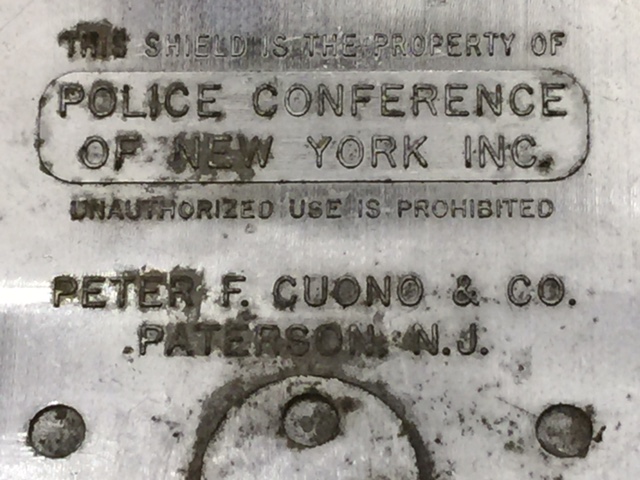 THIS SHIELD IS THE PROPERTY OF
POLICE CONFERENCE
OF NEW YORK INC.
UNAUTHORIZED USE IS PROHIBITED
PETER F. CUONO & CO.
PATERSON, N.J.